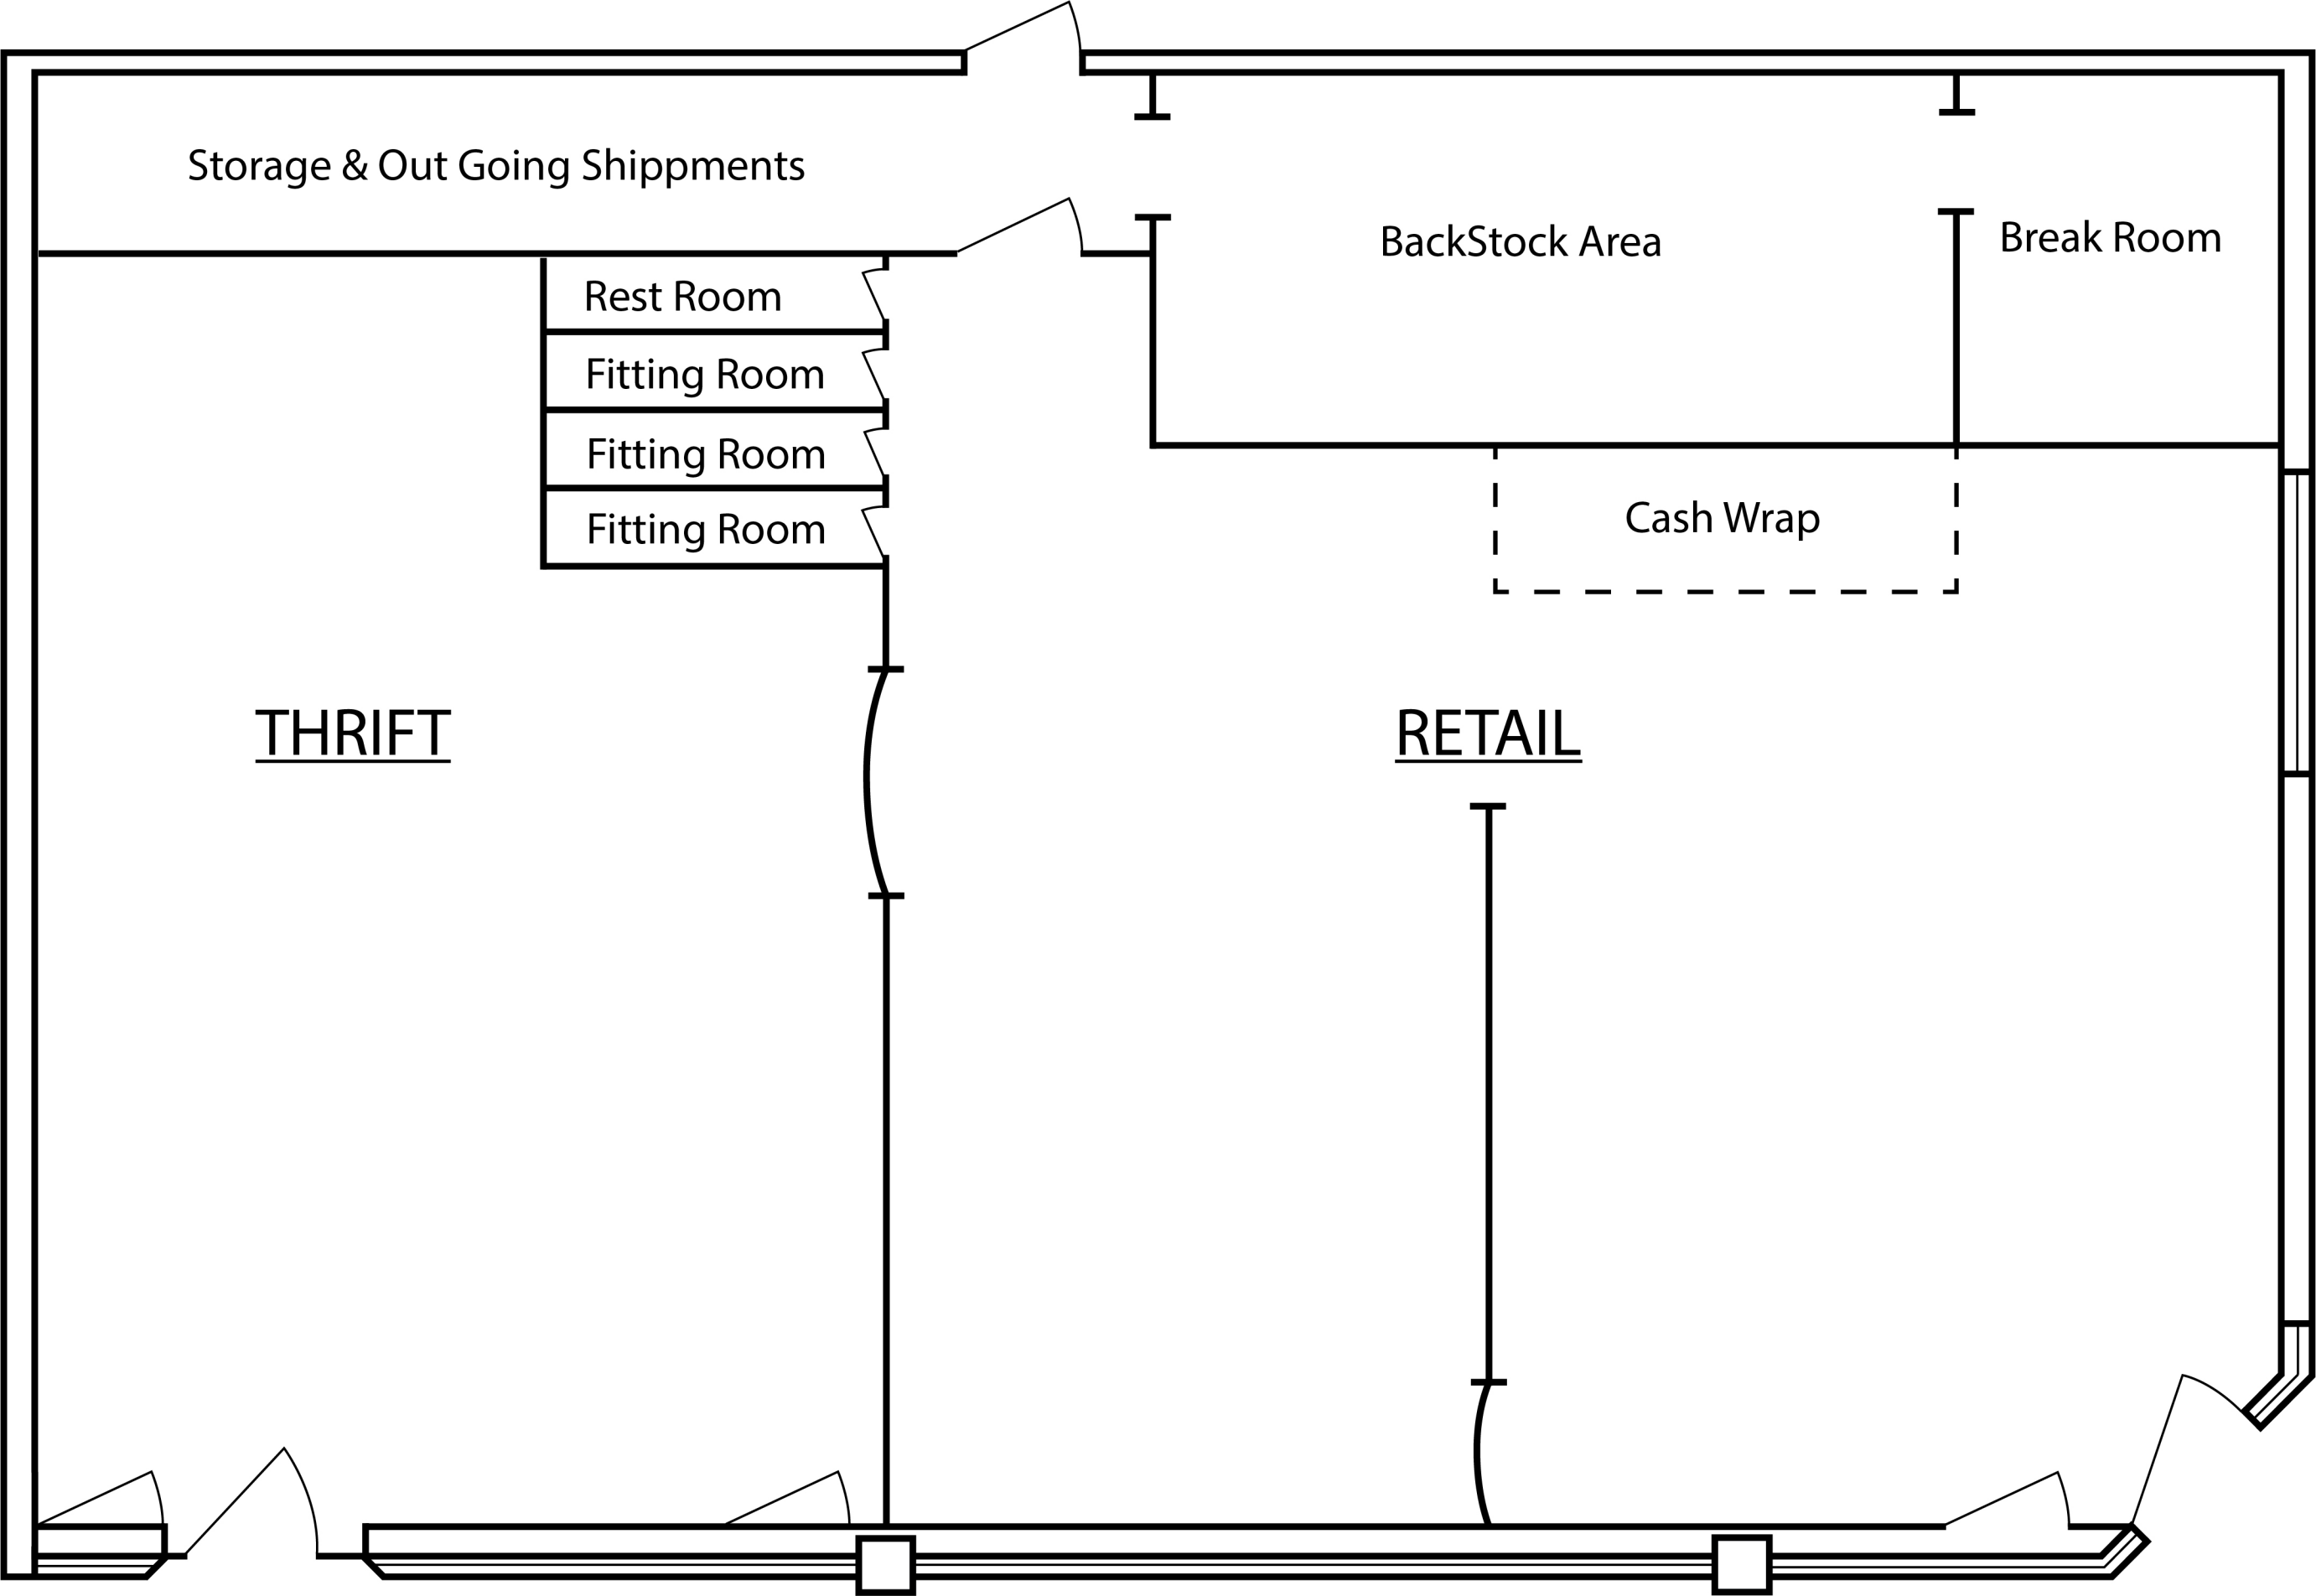 Storage & Out Going Shippments
BackStock Area
Break Room
Rest Room
Fitting Room
Fitting Room
Fitting Room
Cash Wrap
THRIFT
RETAIL